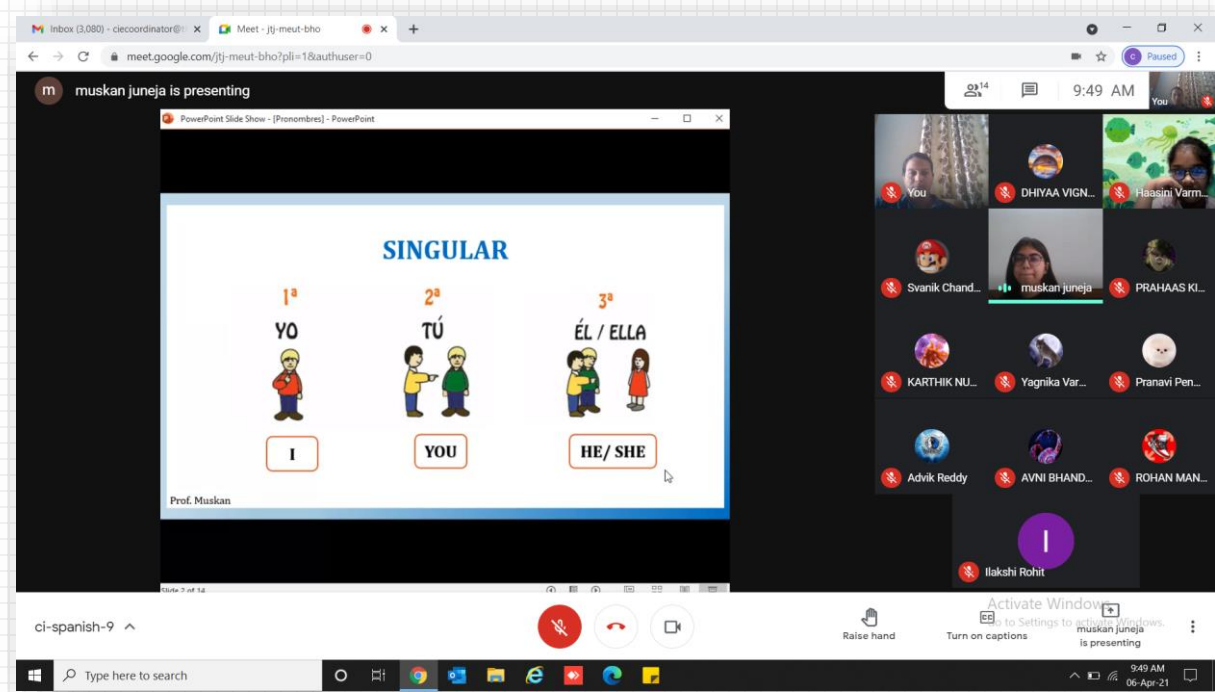 Inbox (3,080) - ciecoordinator@
Meet - jtj-meut-bho
meet.google.com/jtj-meut-bho?pli=1&authuser=0
C
Paused
m
muskan juneja is presenting
14
9:49 AM
You
PowerPoint Slide Show - [Pronombres] - PowerPoint
SINGULAR
1ª
2ª
3ª
YO
TÚ
ÉL / ELLA
I
YOU
HE/ SHE
Prof. Muskan
Slide 2 of 14
You
DHIYAA VIGN...
Haasini Varm...
Svanik Chand...
muskan juneja
PRAHAAS KI...
KARTHIK NU...
Yagnika Var...
Pranavi Pen...
Advik Reddy
AVNI BHAND...
ROHAN MAN...
I
Ilakshi Rohit
Activate Windows
Go to Settings to activate Windows.
ci-spanish-9
Raise hand
CC
Turn on captions
muskan juneja
is presenting
Type here to search
9:49 AM
06-Apr-21